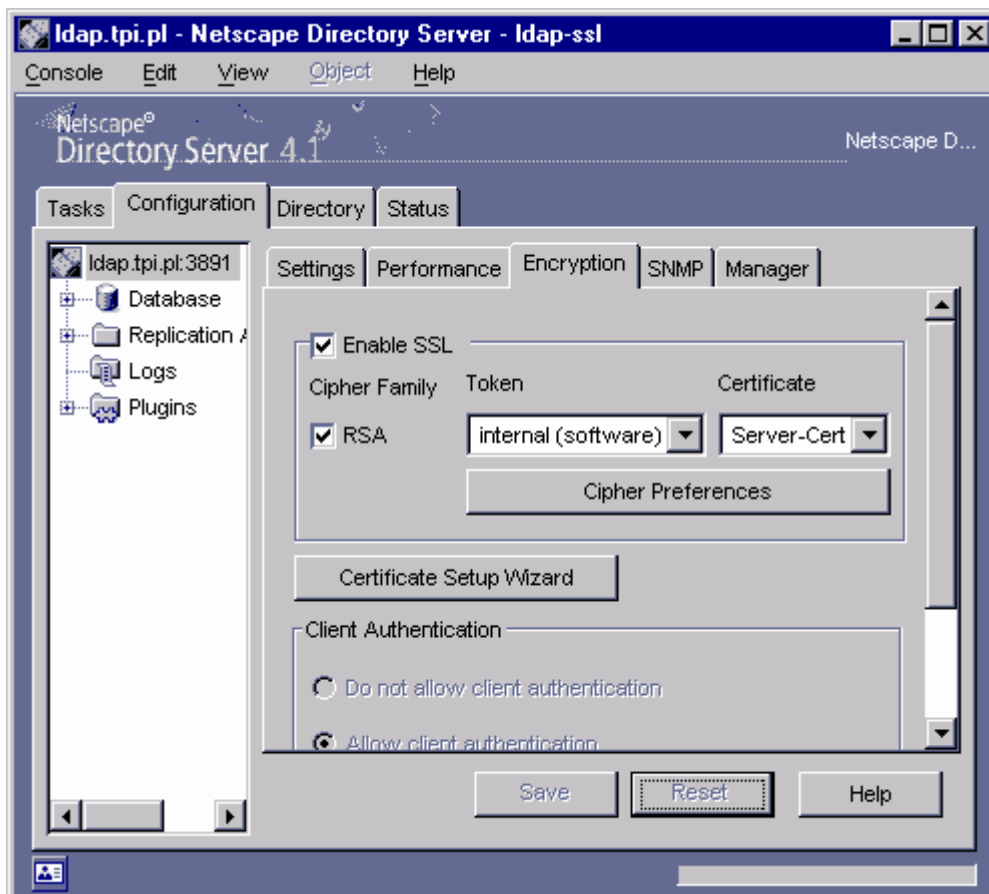 ldap.tpi.pl - Netscape Directory Server - ldap-ssl
Console Edit View Object Help
Netscape®
Directory Server 4.1
Netscape D...
Tasks Configuration Directory Status
ldap.tpi.pl:3891
Database
Replication A
Logs
Plugins
Settings Performance Encryption SNMP Manager
Enable SSL
Cipher Family Token Certificate
RSA internal (software) Server-Cert
Cipher Preferences
Certificate Setup Wizard
Client Authentication
Do not allow client authentication
Allow client authentication
Save Reset Help